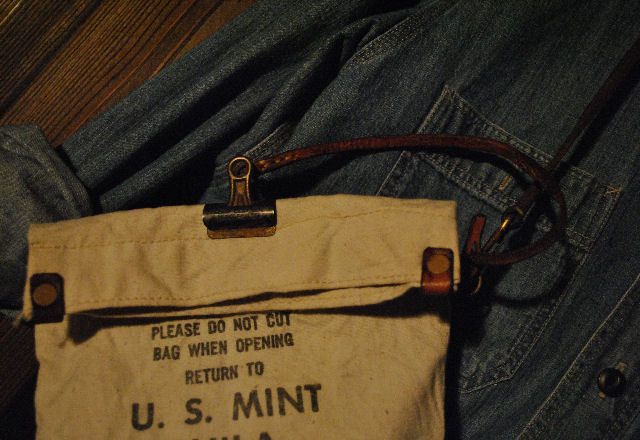 PLEASE DO NOT CUT
BAG WHEN OPENING
RETURN TO
U. S. MINT